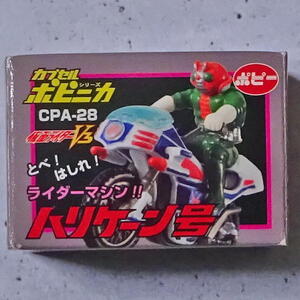 カプセル
ポピニカ
シリーズ
ポピー
CPA-28
仮面ライダーV3
とべ!
はしれ!
ライダーマシン!!
ハリケーン号